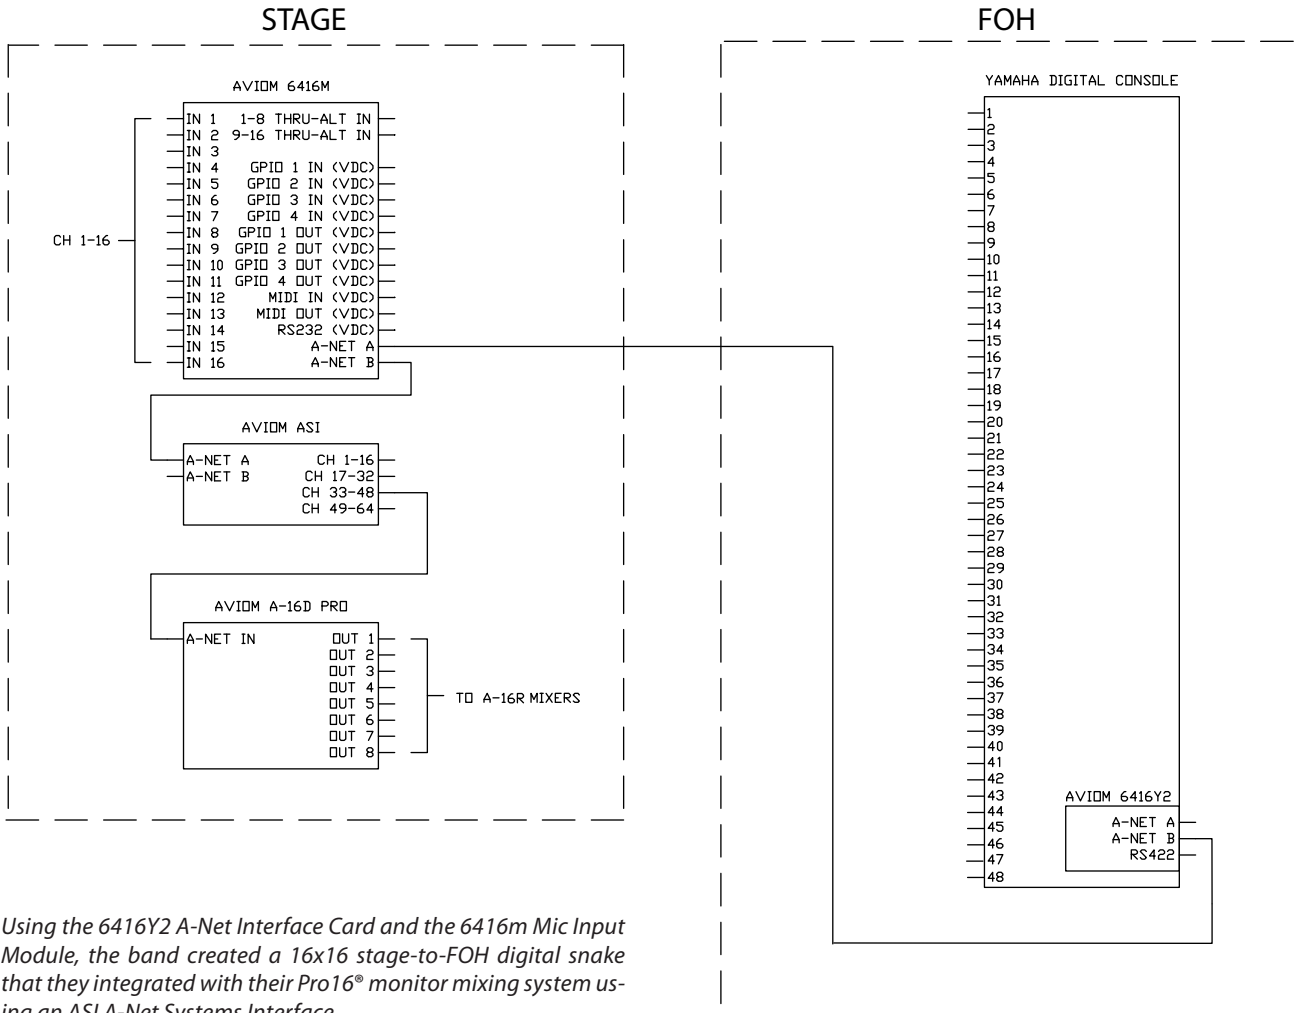 STAGE
FOH
AVIOM 6416M
IN 1 1-8 THRU-ALT IN
IN 2 9-16 THRU-ALT IN
IN 3
IN 4 GPIO 1 IN (VDC)
IN 5 GPIO 2 IN (VDC)
IN 6 GPIO 3 IN (VDC)
IN 7 GPIO 4 IN (VDC)
IN 8 GPIO 1 OUT (VDC)
IN 9 GPIO 2 OUT (VDC)
IN 10 GPIO 3 OUT (VDC)
IN 11 GPIO 4 OUT (VDC)
IN 12 MIDI IN (VDC)
IN 13 MIDI OUT (VDC)
IN 14 RS232 (VDC)
IN 15 A-NET A
IN 16 A-NET B
CH 1-16
AVIOM ASI
A-NET A CH 1-16
A-NET B CH 17-32
CH 33-48
CH 49-64
AVIOM A-16D PRO
A-NET IN OUT 1
OUT 2
OUT 3
OUT 4
OUT 5
OUT 6
OUT 7
OUT 8
TO A-16R MIXERS
YAMAHA DIGITAL CONSOLE
1
2
3
4
5
6
7
8
9
10
11
12
13
14
15
16
17
18
19
20
21
22
23
24
25
26
27
28
29
30
31
32
33
34
35
36
37
38
39
40
41
42
43
44
45
46
47
48
AVIOM 6416Y2
A-NET A
A-NET B
RS422
Using the 6416Y2 A-Net Interface Card and the 6416m Mic Input
Module, the band created a 16x16 stage-to-FOH digital snake
that they integrated with their Pro16® monitor mixing system us-
ing an ASI A-Net Systems Interface